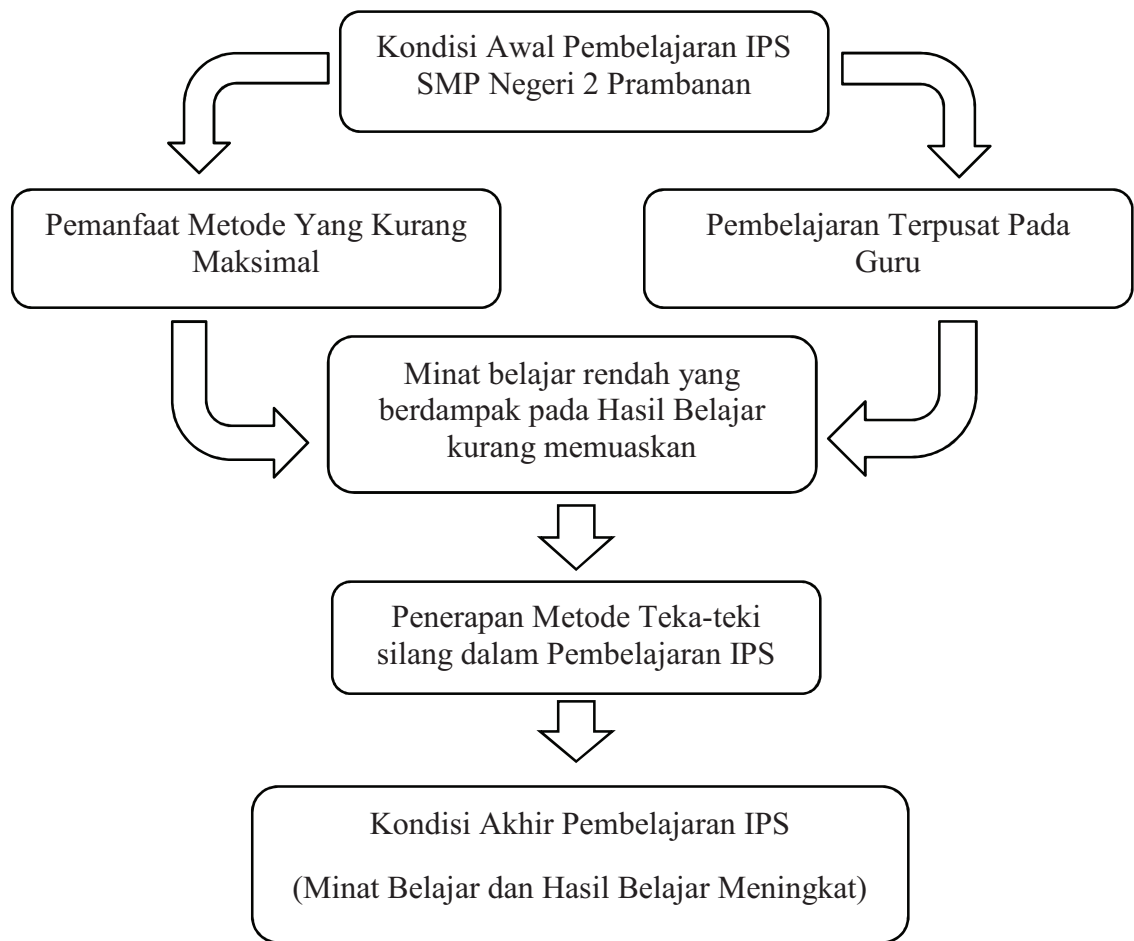 Kondisi Awal Pembelajaran IPS
SMP Negeri 2 Prambanan
Pemanfaat Metode Yang Kurang
Maksimal
Pembelajaran Terpusat Pada
Guru
Minat belajar rendah yang
berdampak pada Hasil Belajar
kurang memuaskan
Penerapan Metode Teka-teki
silang dalam Pembelajaran IPS
Kondisi Akhir Pembelajaran IPS
(Minat Belajar dan Hasil Belajar Meningkat)